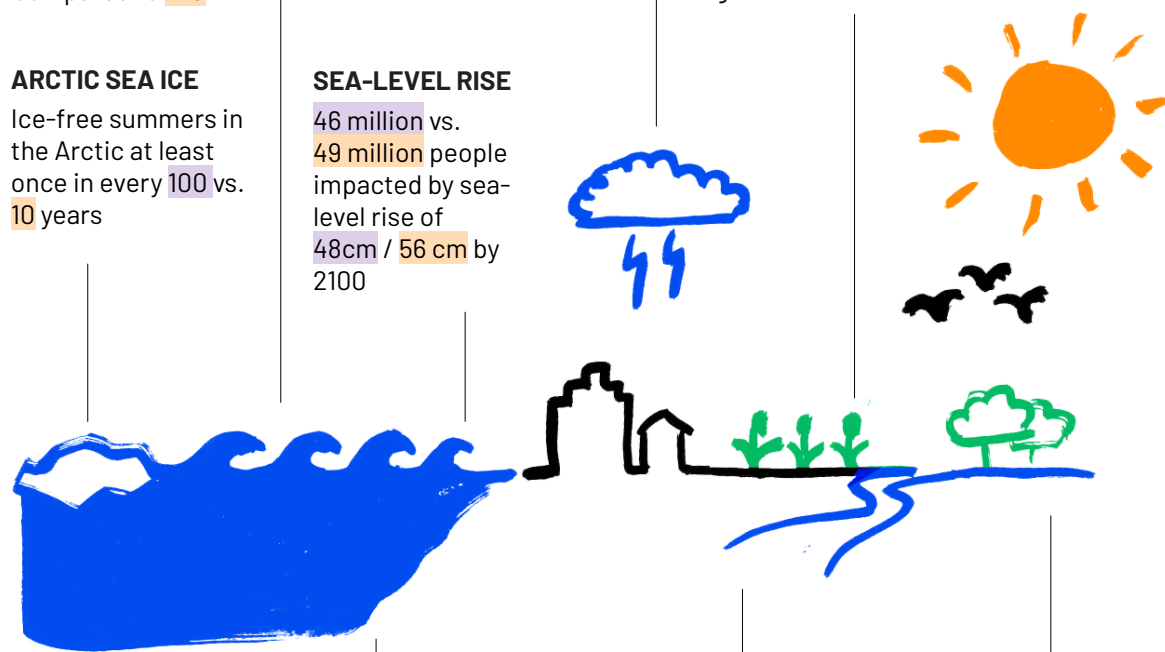 ARCTIC SEA ICE
Ice-free summers in
the Arctic at least
once in every 100 vs.
10 years
SEA-LEVEL RISE
46 million vs.
49 million people
impacted by sea-
level rise of
48cm / 56 cm by
2100